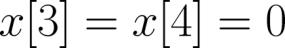 x[3] = x[4] = 0